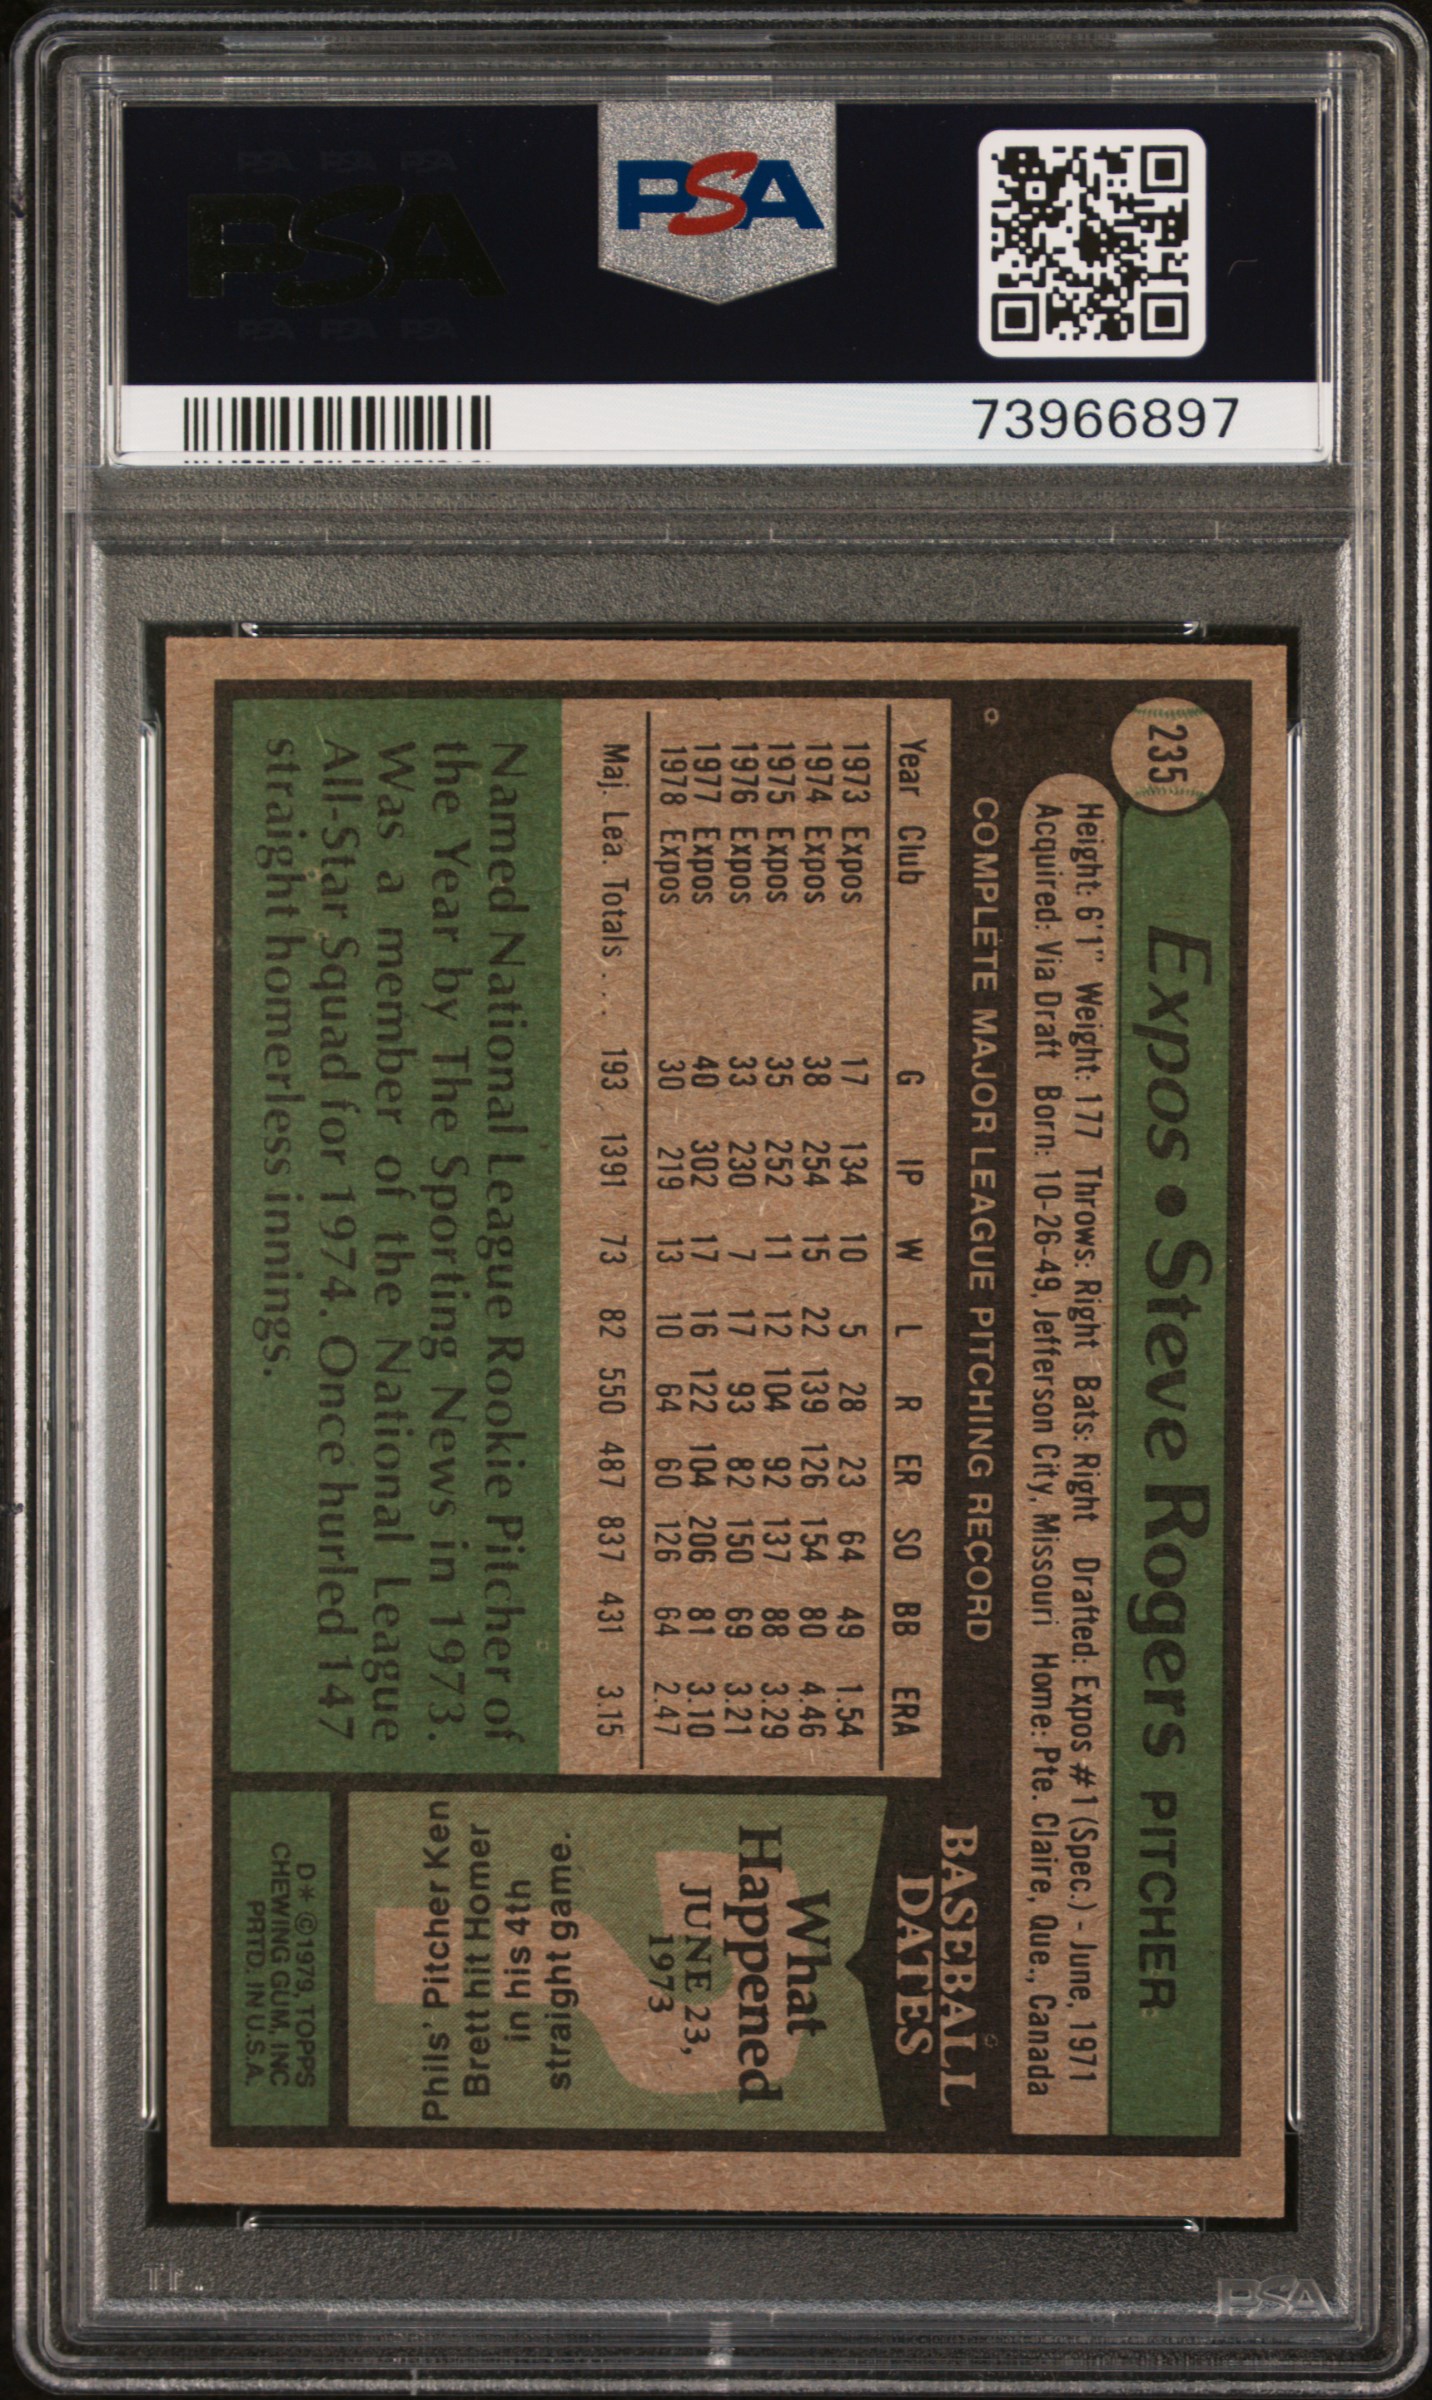 PSA PSA PSA
PSA
PSA PSA PSA
PSA
73966897
235
Expos • Steve Rogers PITCHER
Height: 6'1" Weight: 177 Throws: Right Bats: Right Drafted: Expos #1 (Spec.) - June, 1971
Acquired: Via Draft Born: 10-26-49, Jefferson City, Missouri Home: Pte. Claire, Que., Canada
COMPLETE MAJOR LEAGUE PITCHING RECORD
Year Club G IP W L R ER SO BB ERA
1973 Expos 17 134 10 5 28 23 64 49 1.54
1974 Expos 38 254 15 22 139 126 154 80 4.46
1975 Expos 35 252 11 12 104 92 137 88 3.29
1976 Expos 33 230 7 17 93 82 150 69 3.21
1977 Expos 40 302 17 16 122 104 206 81 3.10
1978 Expos 30 219 13 10 64 60 126 64 2.47
Maj. Lea. Totals . . . 193 1391 73 82 550 487 837 431 3.15
Named National League Rookie Pitcher of
the Year by The Sporting News in 1973.
Was a member of the National League
All-Star Squad for 1974. Once hurled 147
straight homerless innings.
BASEBALL
DATES
What
Happened
JUNE 23,
1973
straight game.
in his 4th
Brett hit Homer
Phils' Pitcher Ken
D* ©1979, TOPPS
CHEWING GUM, INC
PRTD. IN U.S.A.
PSA